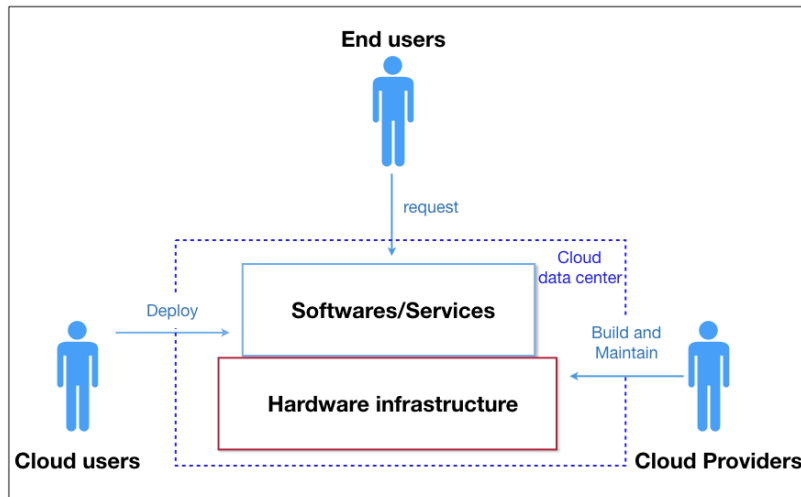 End users
request
Cloud
data center
Softwares/Services
Deploy
Build and
Maintain
Hardware infrastructure
Cloud users
Cloud Providers